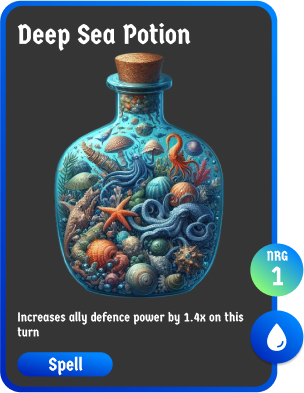 Deep Sea Potion
NRG
1
Increases ally defence power by 1.4x on this
turn
Spell